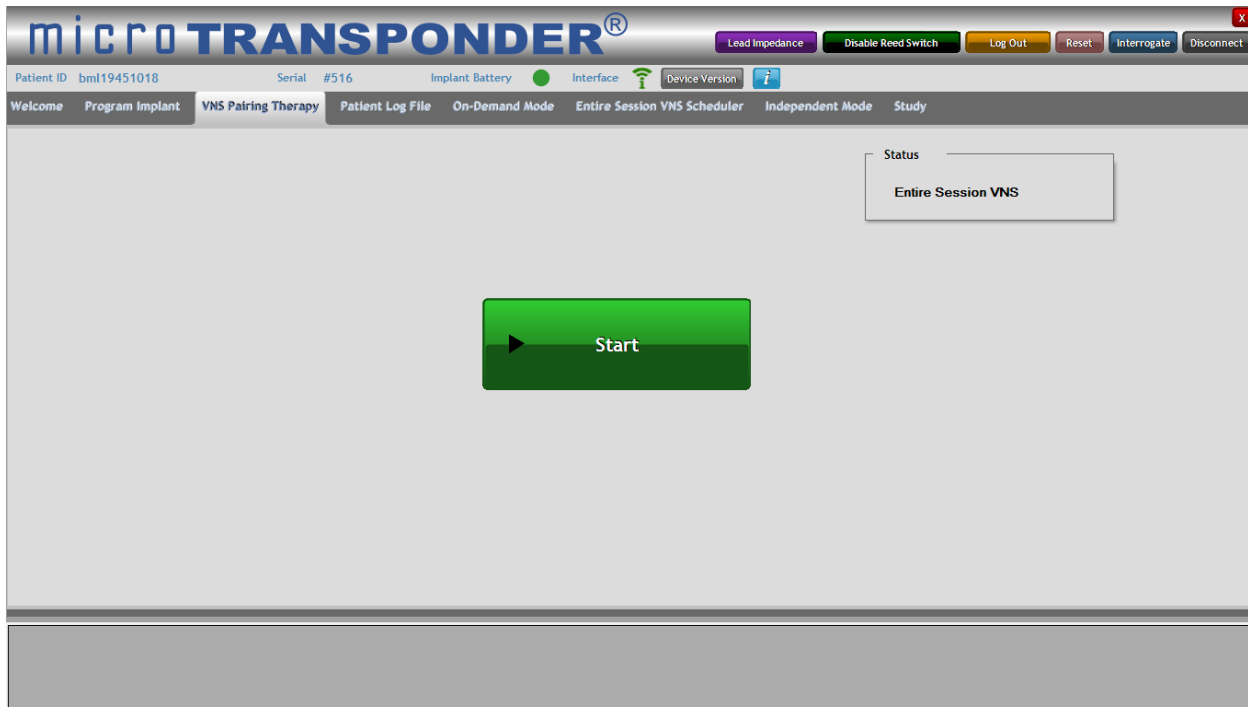 microTRANSPONDER®
X
Lead Impedance Disable Reed Switch Log Out Reset Interrogate Disconnect
Patient ID bml19451018 Serial #516 Implant Battery Interface Device Version i
Welcome Program Implant VNS Pairing Therapy Patient Log File On-Demand Mode Entire Session VNS Scheduler Independent Mode Study
Status
Entire Session VNS
Start